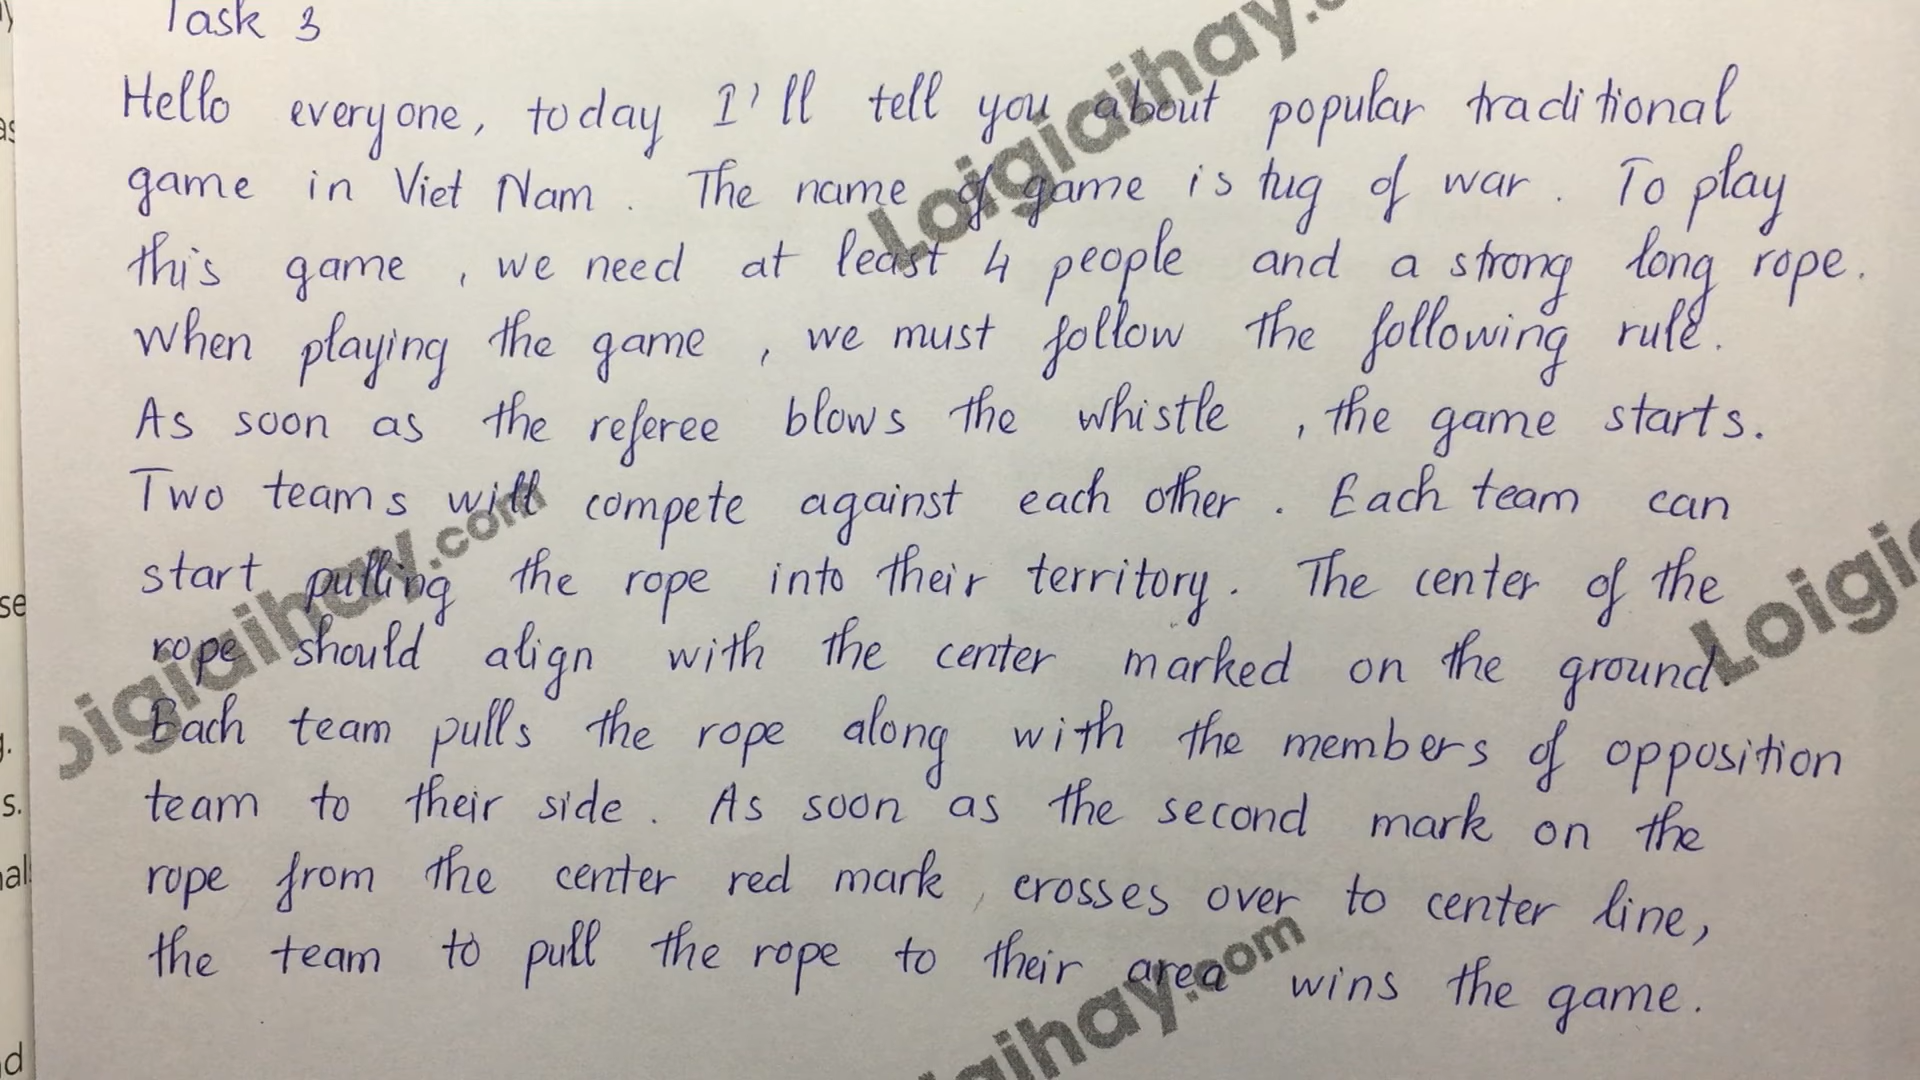 Task 3
Hello everyone, today I'll tell you about popular traditional
game in Viet Nam. The name of game is tug of war. To play
this game, we need at least 4 people and a strong long rope.
When playing the game, we must follow the following rule.
As soon as the referee blows the whistle, the game starts.
Two teams will compete against each other. Each team can
start pulling the rope into their territory. The center of the
rope should align with the center marked on the ground.
Each team pulls the rope along with the members of opposition
team to their side. As soon as the second mark on the
rope from the center red mark, crosses over to center line,
the team to pull the rope to their area wins the game.
Loigiaihay.com